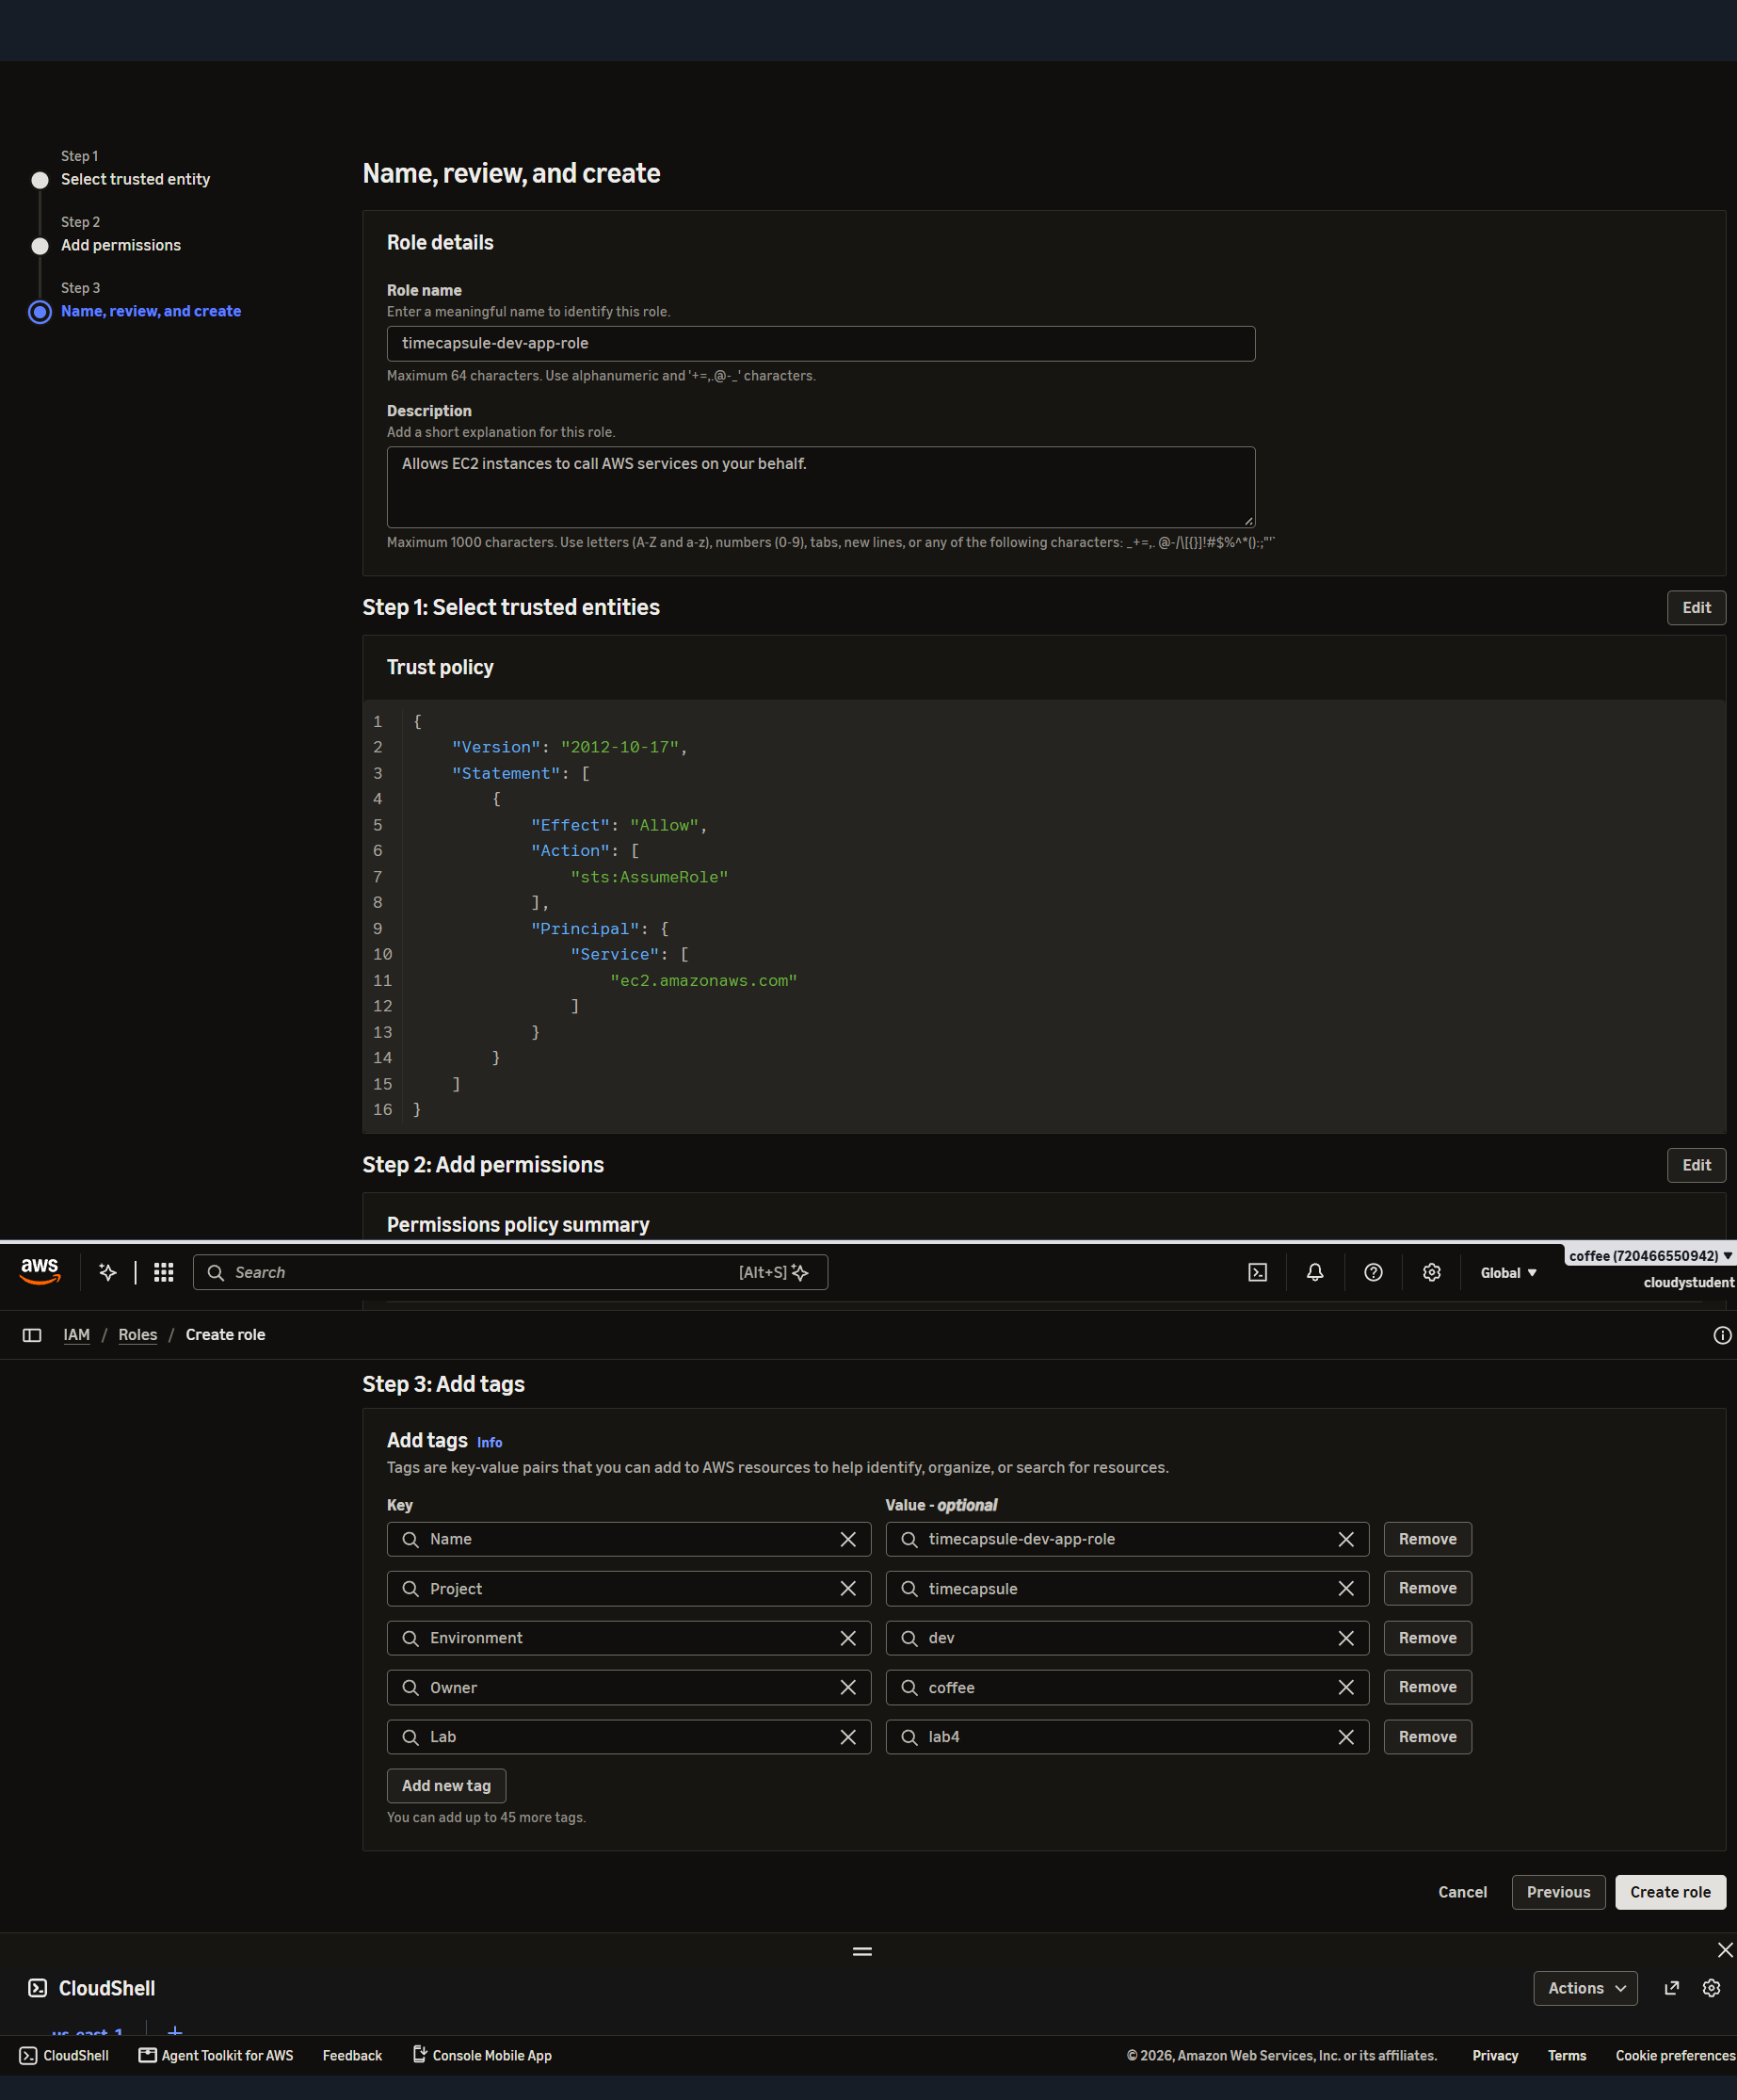 Step 1
Select trusted entity
Step 2
Add permissions
Step 3
Name, review, and create
Name, review, and create
Role details
Role name
Enter a meaningful name to identify this role.
timecapsule-dev-app-role
Maximum 64 characters. Use alphanumeric and '+=,.@-_' characters.
Description
Add a short explanation for this role.
Allows EC2 instances to call AWS services on your behalf.
Maximum 1000 characters. Use letters (A-Z and a-z), numbers (0-9), tabs, new lines, or any of the following characters: _+=,. @-/\[{}]!#$%^*();:"'`
Step 1: Select trusted entities
Edit
Trust policy
1 {
2 "Version": "2012-10-17",
3 "Statement": [
4 {
5 "Effect": "Allow",
6 "Action": [
7 "sts:AssumeRole"
8 ],
9 "Principal": {
10 "Service": [
11 "ec2.amazonaws.com"
12 ]
13 }
14 }
15 ]
16 }
Step 2: Add permissions
Edit
Permissions policy summary
aws
Search [Alt+S]
Global
coffee (720466550942)
cloudystudent
IAM / Roles / Create role
Step 3: Add tags
Add tags Info
Tags are key-value pairs that you can add to AWS resources to help identify, organize, or search for resources.
Key Value - optional
Name timecapsule-dev-app-role Remove
Project timecapsule Remove
Environment dev Remove
Owner coffee Remove
Lab lab4 Remove
Add new tag
You can add up to 45 more tags.
Cancel Previous Create role
CloudShell
Actions
us-east-1 +
CloudShell Agent Toolkit for AWS Feedback Console Mobile App © 2026, Amazon Web Services, Inc. or its affiliates. Privacy Terms Cookie preferences